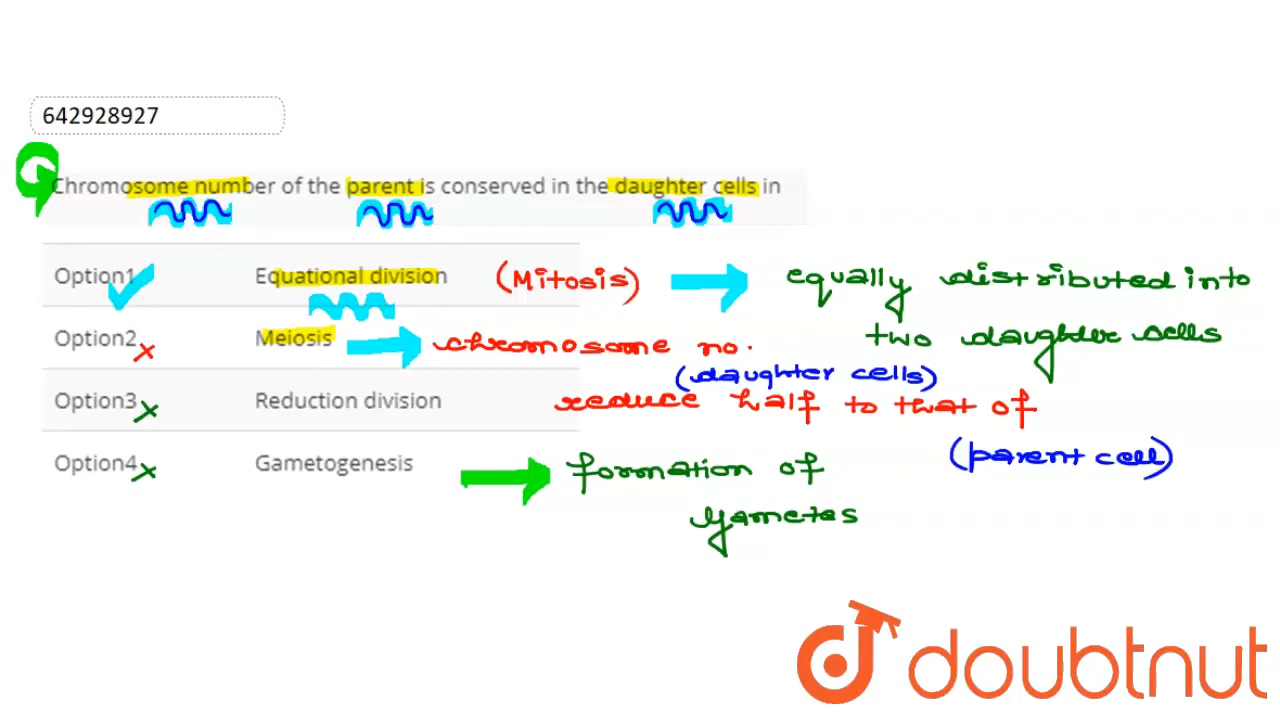 642928927
Chromosome number of the parent is conserved in the daughter cells in
Option1 Equational division (Mitosis) equally distributed into
two daughter cells
Option2 Meiosis chromosome no.
(daughter cells)
Option3 Reduction division reduce half to that of
(parent cell)
Option4 Gametogenesis formation of
gametes
doubtnut